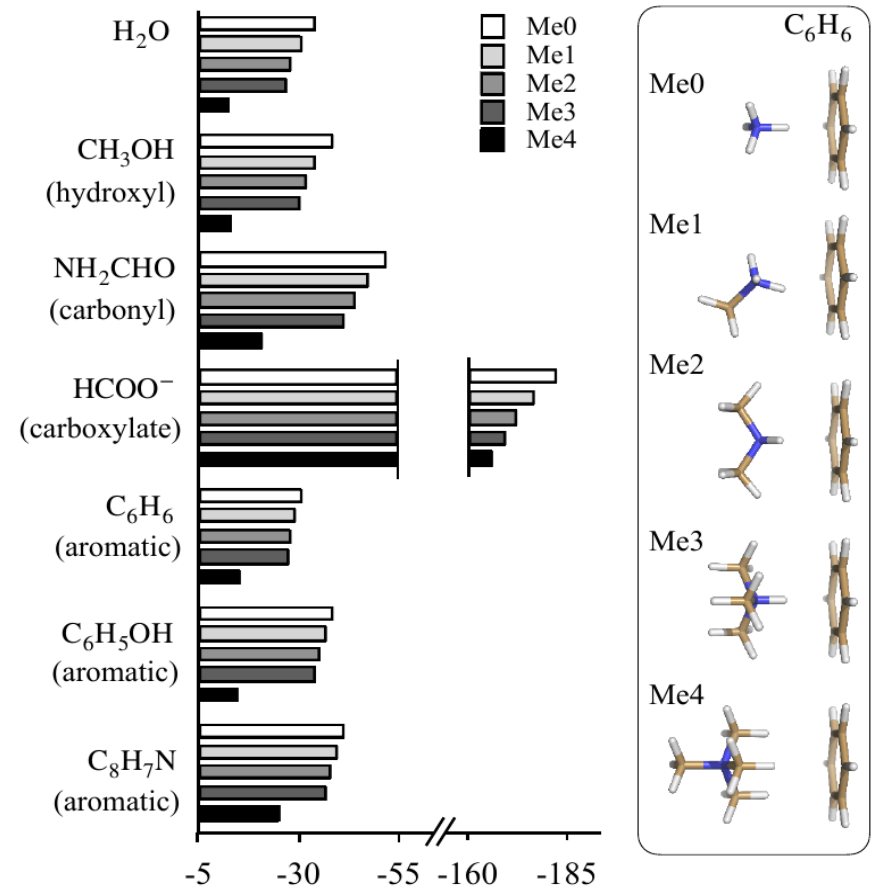 H₂O
CH₃OH
(hydroxyl)
NH₂CHO
(carbonyl)
HCOO⁻
(carboxylate)
C₆H₆
(aromatic)
C₆H₅OH
(aromatic)
C₈H₇N
(aromatic)
-5 -30 -55 -160 -185
Me0
Me1
Me2
Me3
Me4
C₆H₆
Me0
Me1
Me2
Me3
Me4